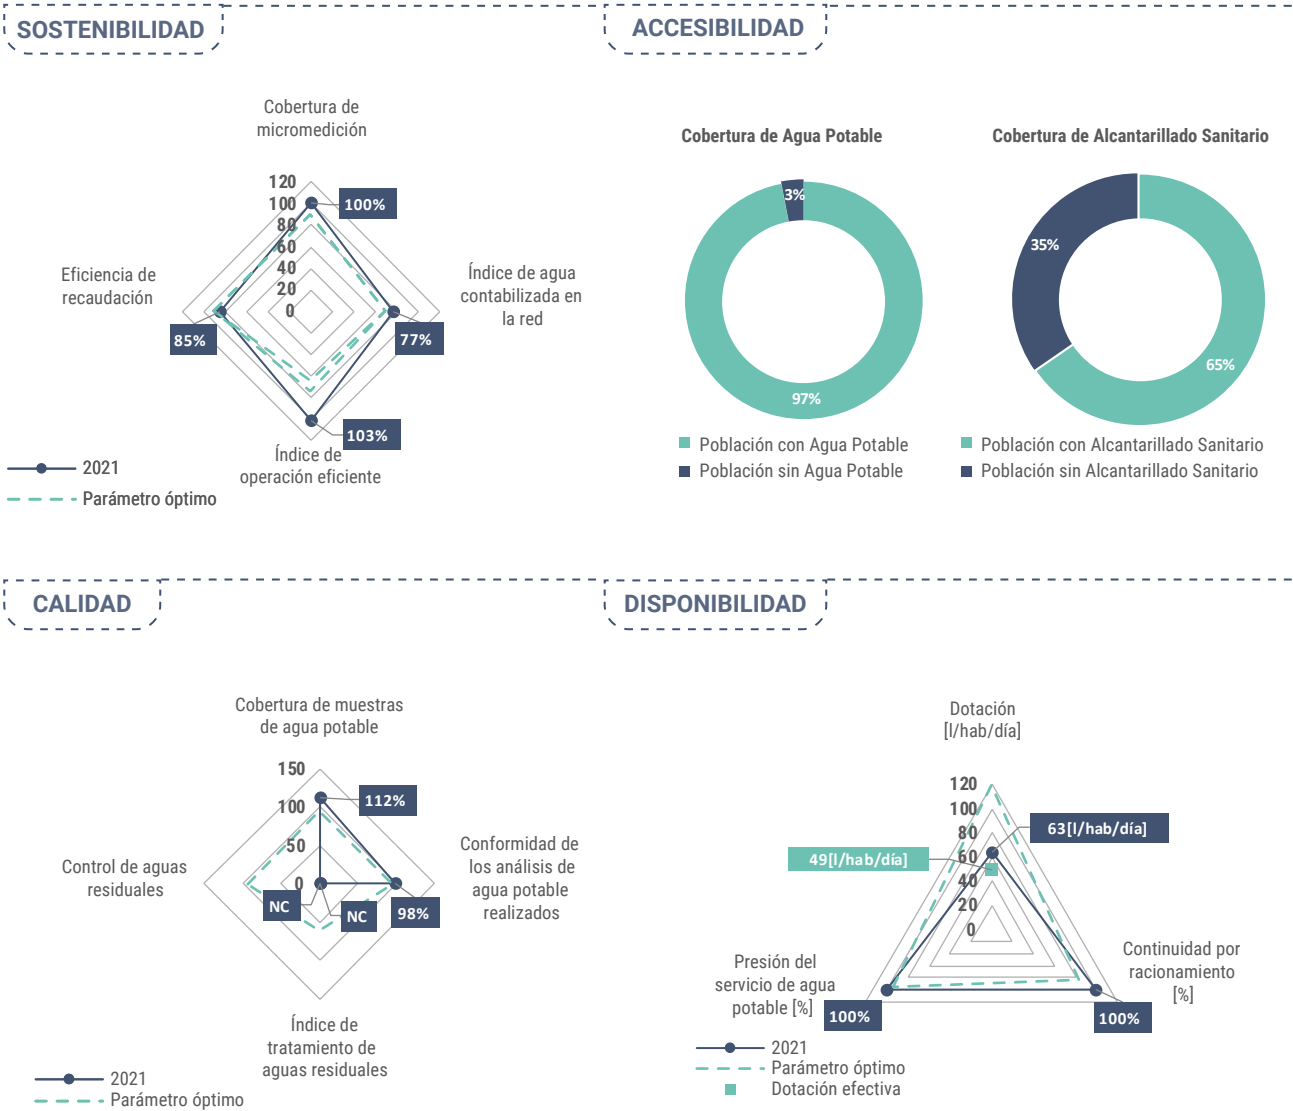 SOSTENIBILIDAD
Cobertura de
micromedición
120
100
80
60
40
20
0
100%
Eficiencia de
recaudación
Índice de agua
contabilizada en
la red
85%
77%
103%
Índice de
operación eficiente
2021
Parámetro óptimo
ACCESIBILIDAD
Cobertura de Agua Potable
3%
97%
Población con Agua Potable
Población sin Agua Potable
Cobertura de Alcantarillado Sanitario
35%
65%
Población con Alcantarillado Sanitario
Población sin Alcantarillado Sanitario
CALIDAD
Cobertura de muestras
de agua potable
150
100
50
0
112%
Control de aguas
residuales
Conformidad de
los análisis de
agua potable
realizados
NC
NC
98%
Índice de
tratamiento de
aguas residuales
2021
Parámetro óptimo
DISPONIBILIDAD
Dotación
[l/hab/día]
120
100
80
60
40
20
0
63[l/hab/día]
49[l/hab/día]
Presión del
servicio de agua
potable [%]
100%
Continuidad por
racionamiento
[%]
100%
2021
Parámetro óptimo
Dotación efectiva